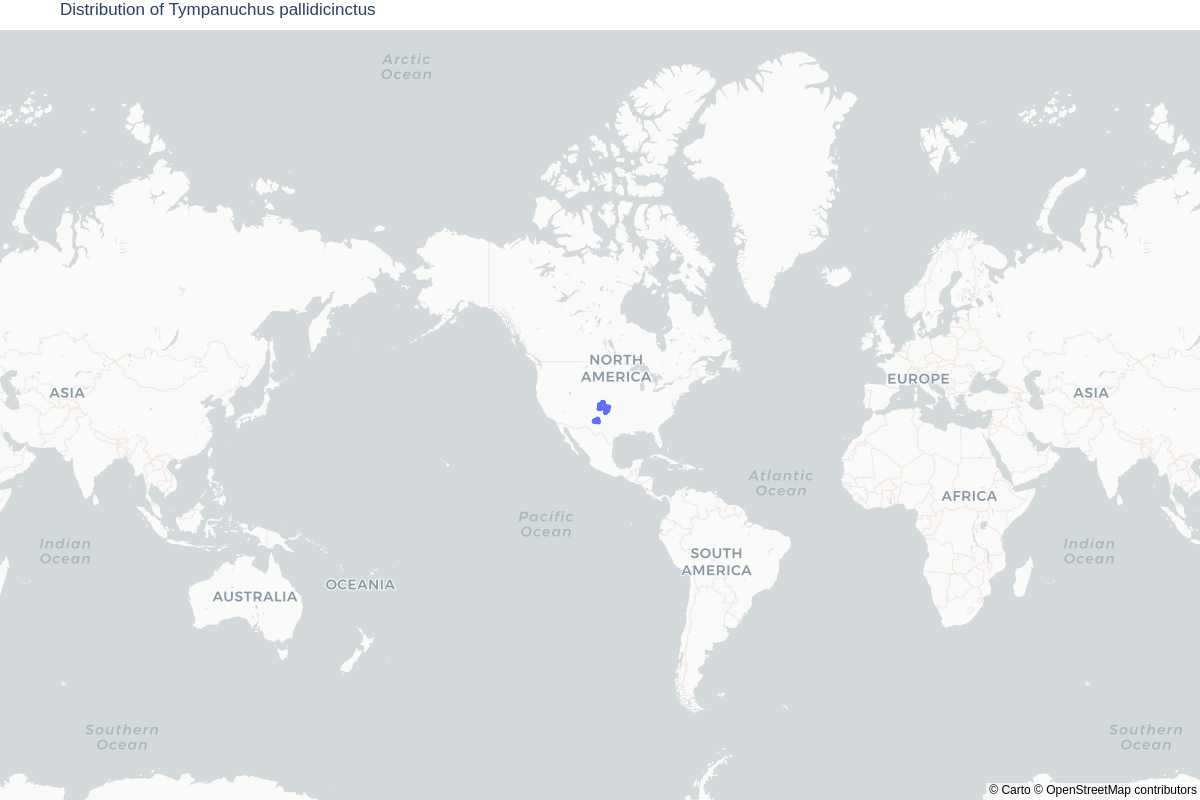 Distribution of Tympanuchus pallidicinctus
Arctic
Ocean
NORTH
AMERICA
EUROPE
ASIA
ASIA
Atlantic
Ocean
AFRICA
Pacific
Ocean
Indian
Ocean
Indian
Ocean
SOUTH
AMERICA
OCEANIA
AUSTRALIA
Southern
Ocean
Southern
Ocean
© Carto © OpenStreetMap contributors